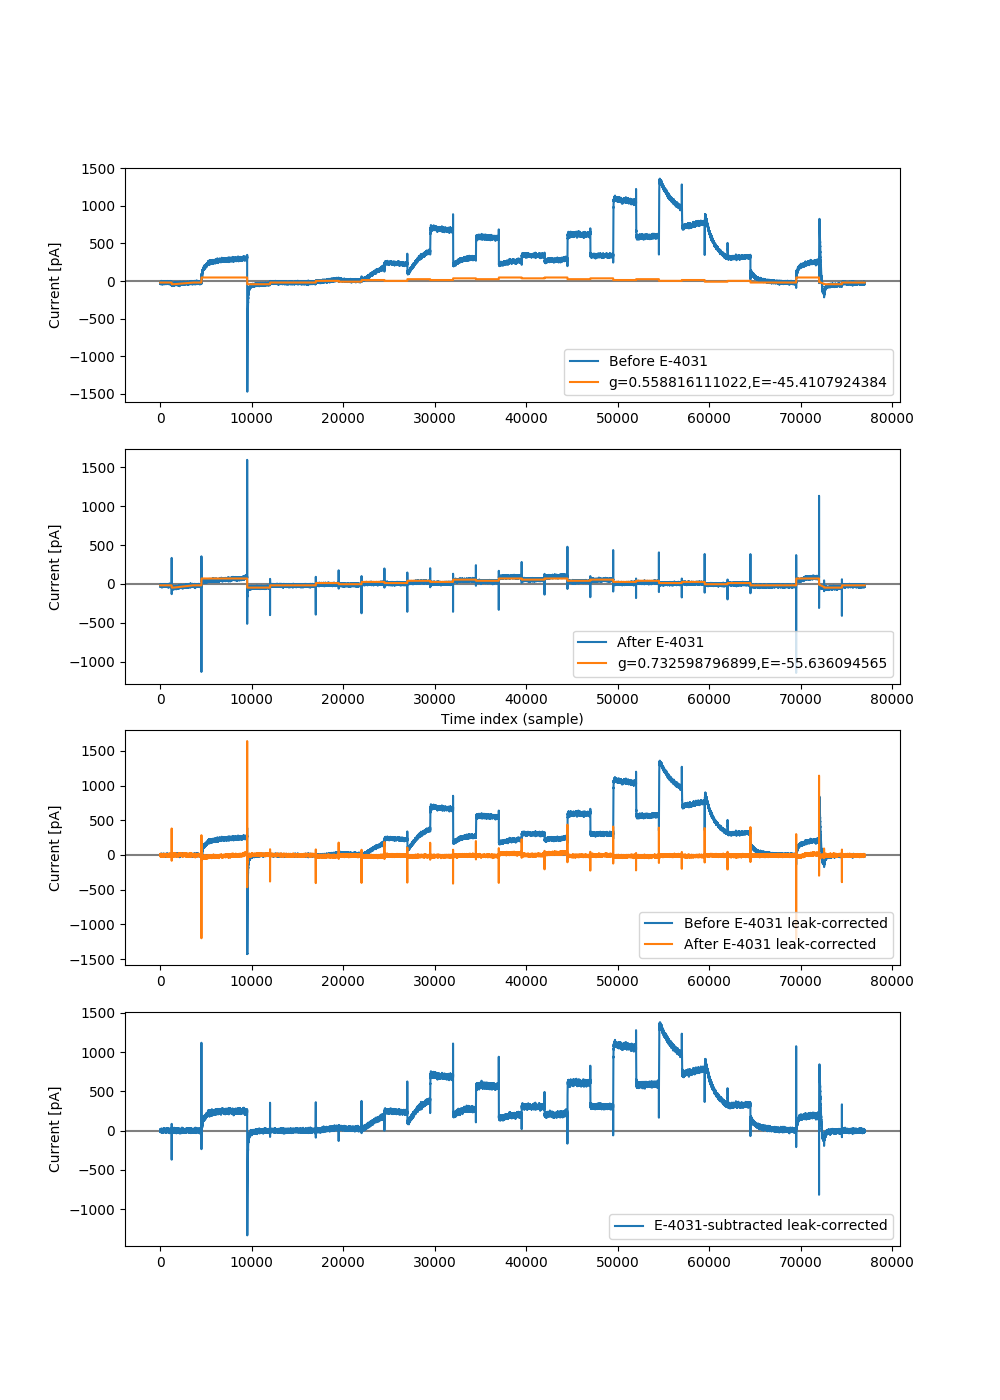 1500
1000
500
0
−500
−1000
−1500
Current [pA]
Before E-4031
g=0.558816111022,E=-45.4107924384
0 10000 20000 30000 40000 50000 60000 70000 80000
1500
1000
500
0
−500
−1000
Current [pA]
After E-4031
g=0.732598796899,E=-55.636094565
0 10000 20000 30000 40000 50000 60000 70000 80000
Time index (sample)
1500
1000
500
0
−500
−1000
−1500
Current [pA]
Before E-4031 leak-corrected
After E-4031 leak-corrected
0 10000 20000 30000 40000 50000 60000 70000 80000
1500
1000
500
0
−500
−1000
Current [pA]
E-4031-subtracted leak-corrected
0 10000 20000 30000 40000 50000 60000 70000 80000